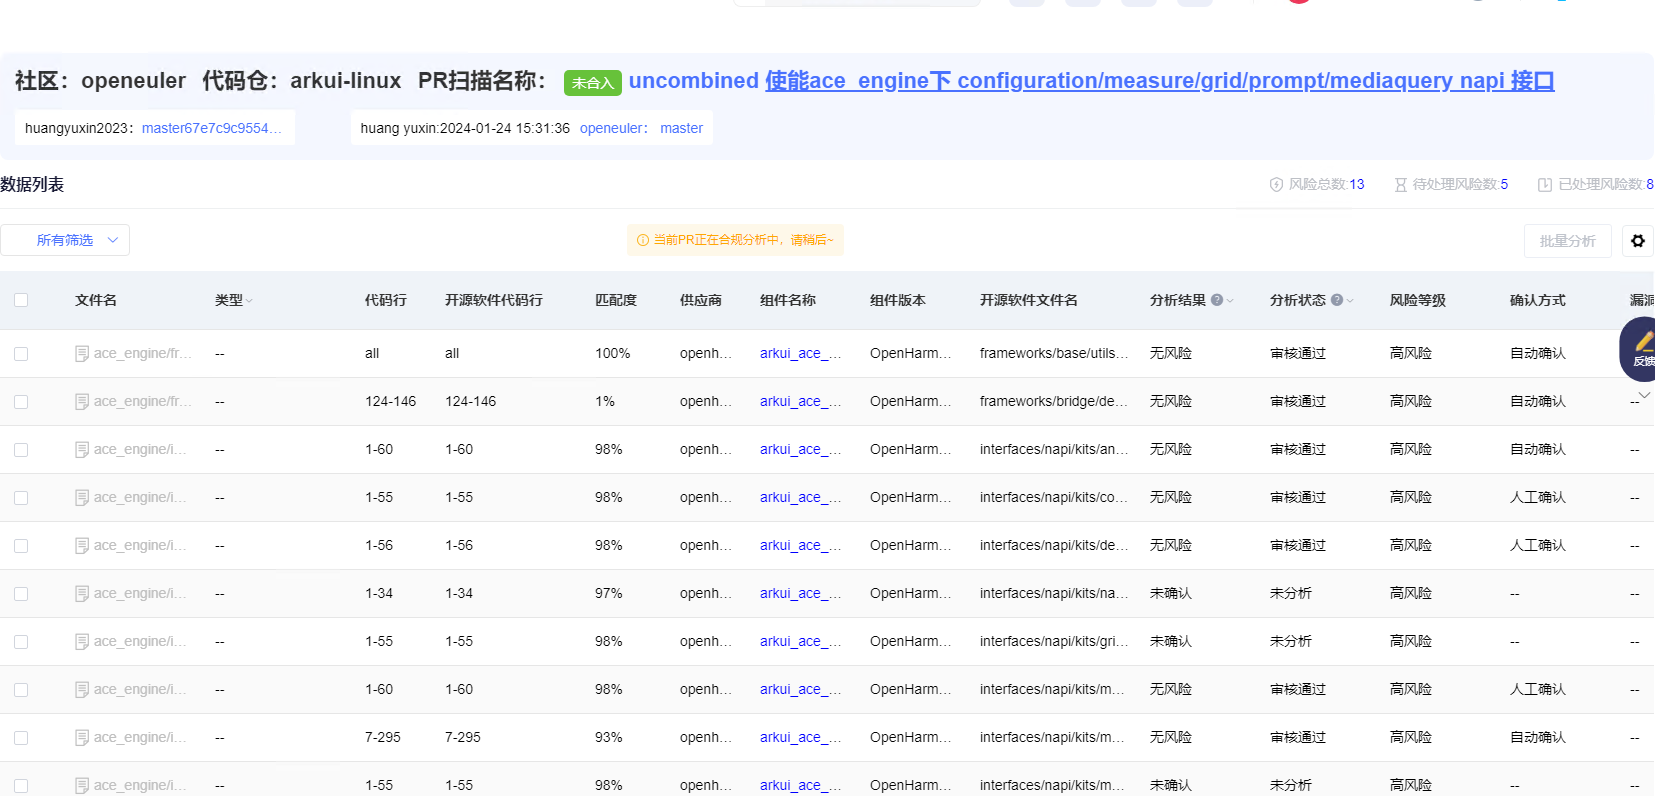 社区：openeuler 代码仓：arkui-linux PR扫描名称： 未合入 uncombined 使能ace_engine下 configuration/measure/grid/prompt/mediaquery napi 接口
huangyuxin2023：master67e7c9c9554... huang yuxin:2024-01-24 15:31:36 openeuler： master
数据列表 风险总数:13 待处理风险数:5 已处理风险数:8
所有筛选 当前PR正在合规分析中，请稍后~ 批量分析
文件名 类型 代码行 开源软件代码行 匹配度 供应商 组件名称 组件版本 开源软件文件名 分析结果 分析状态 风险等级 确认方式 漏洞
ace_engine/fr... -- all all 100% openh... arkui_ace_... OpenHarm... frameworks/base/utils... 无风险 审核通过 高风险 自动确认
反馈
ace_engine/fr... -- 124-146 124-146 1% openh... arkui_ace_... OpenHarm... frameworks/bridge/de... 无风险 审核通过 高风险 自动确认 --
ace_engine/i... -- 1-60 1-60 98% openh... arkui_ace_... OpenHarm... interfaces/napi/kits/an... 无风险 审核通过 高风险 自动确认 --
ace_engine/i... -- 1-55 1-55 98% openh... arkui_ace_... OpenHarm... interfaces/napi/kits/co... 无风险 审核通过 高风险 人工确认 --
ace_engine/i... -- 1-56 1-56 98% openh... arkui_ace_... OpenHarm... interfaces/napi/kits/de... 无风险 审核通过 高风险 人工确认 --
ace_engine/i... -- 1-34 1-34 97% openh... arkui_ace_... OpenHarm... interfaces/napi/kits/na... 未确认 未分析 高风险 -- --
ace_engine/i... -- 1-55 1-55 98% openh... arkui_ace_... OpenHarm... interfaces/napi/kits/gri... 未确认 未分析 高风险 -- --
ace_engine/i... -- 1-60 1-60 98% openh... arkui_ace_... OpenHarm... interfaces/napi/kits/m... 无风险 审核通过 高风险 人工确认 --
ace_engine/i... -- 7-295 7-295 93% openh... arkui_ace_... OpenHarm... interfaces/napi/kits/m... 无风险 审核通过 高风险 自动确认 --
ace_engine/i... -- 1-55 1-55 98% openh... arkui_ace_... OpenHarm... interfaces/napi/kits/m... 未确认 未分析 高风险 -- --